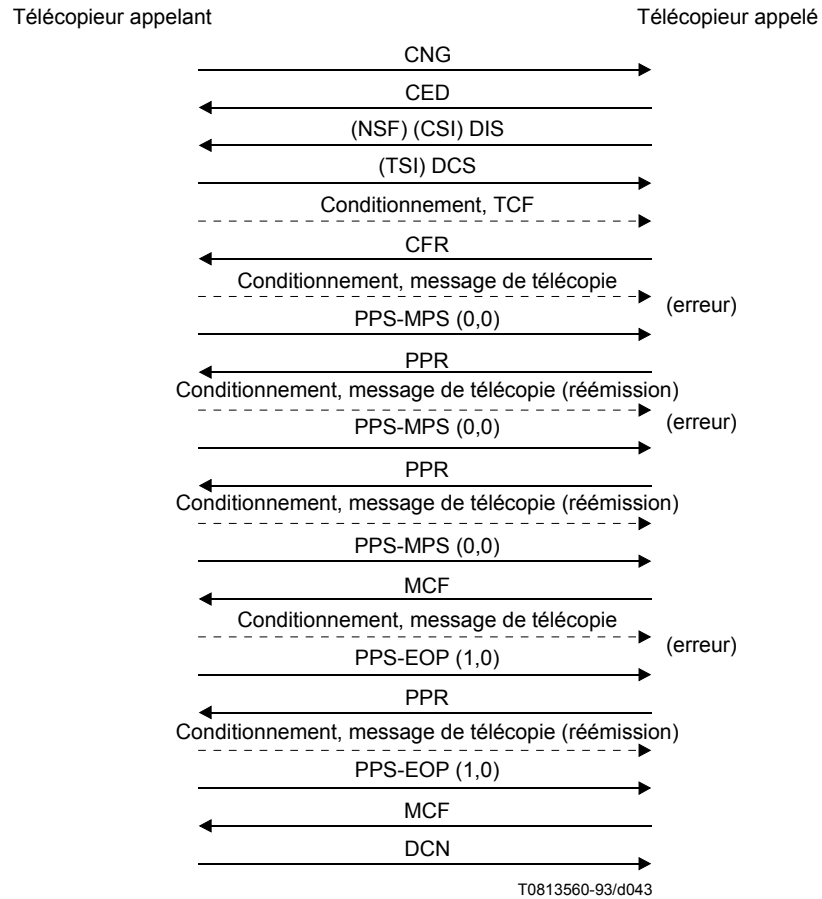 Télécopieur appelant Télécopieur appelé
CNG
CED
(NSF) (CSI) DIS
(TSI) DCS
Conditionnement, TCF
CFR
Conditionnement, message de télécopie
(erreur)
PPS-MPS (0,0)
PPR
Conditionnement, message de télécopie (réémission)
(erreur)
PPS-MPS (0,0)
PPR
Conditionnement, message de télécopie (réémission)
PPS-MPS (0,0)
MCF
Conditionnement, message de télécopie
(erreur)
PPS-EOP (1,0)
PPR
Conditionnement, message de télécopie (réémission)
PPS-EOP (1,0)
MCF
DCN
T0813560-93/d043